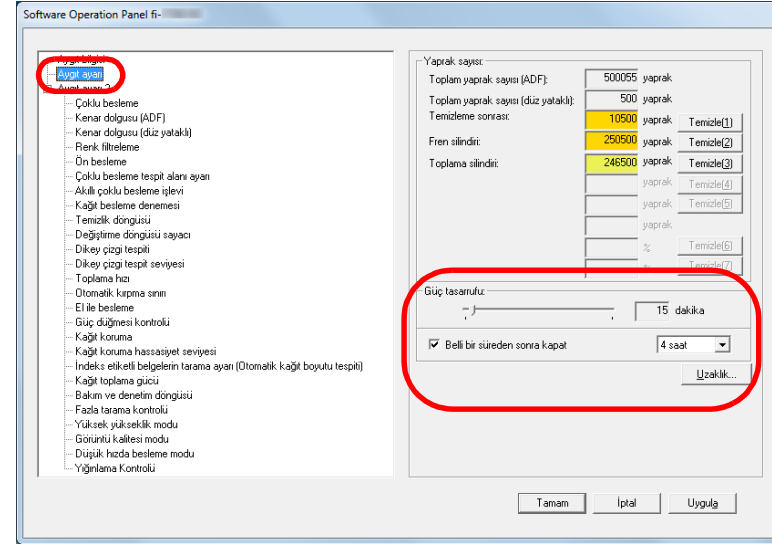 Software Operation Panel fi-
Aygıt bilgisi
Aygıt ayarı
Aygıt ayarı 2
Çoklu besleme
Kenar dolgusu (ADF)
Kenar dolgusu (düz yataklı)
Renk filtreleme
Ön besleme
Çoklu besleme tespit alanı ayarı
Akıllı çoklu besleme işlevi
Kağıt besleme denemesi
Temizlik döngüsü
Değiştirme döngüsü sayacı
Dikey çizgi tespiti
Dikey çizgi tespit seviyesi
Toplama hızı
Otomatik kırpma sınırı
El ile besleme
Güç düğmesi kontrolü
Kağıt koruma
Kağıt koruma hassasiyet seviyesi
İndeks etiketli belgelerin tarama ayarı (Otomatik kağıt boyutu tespiti)
Kağıt toplama gücü
Bakım ve denetim döngüsü
Fazla tarama kontrolü
Yüksek yükseklik modu
Görüntü kalitesi modu
Düşük hızda besleme modu
Yığınlama Kontrolü
Yaprak sayısı:
Toplam yaprak sayısı (ADF): 500055 yaprak
Toplam yaprak sayısı (düz yataklı): 500 yaprak
Temizleme sonrası: 10500 yaprak Temizle(1)
Fren silindiri: 250500 yaprak Temizle(2)
Toplama silindiri: 246500 yaprak Temizle(3)
yaprak Temizle(4)
yaprak Temizle(5)
yaprak
% Temizle(6)
% Temizle(7)
Güç tasarrufu:
15 dakika
Belli bir süreden sonra kapat 4 saat
Uzaklık...
Tamam İptal Uygula